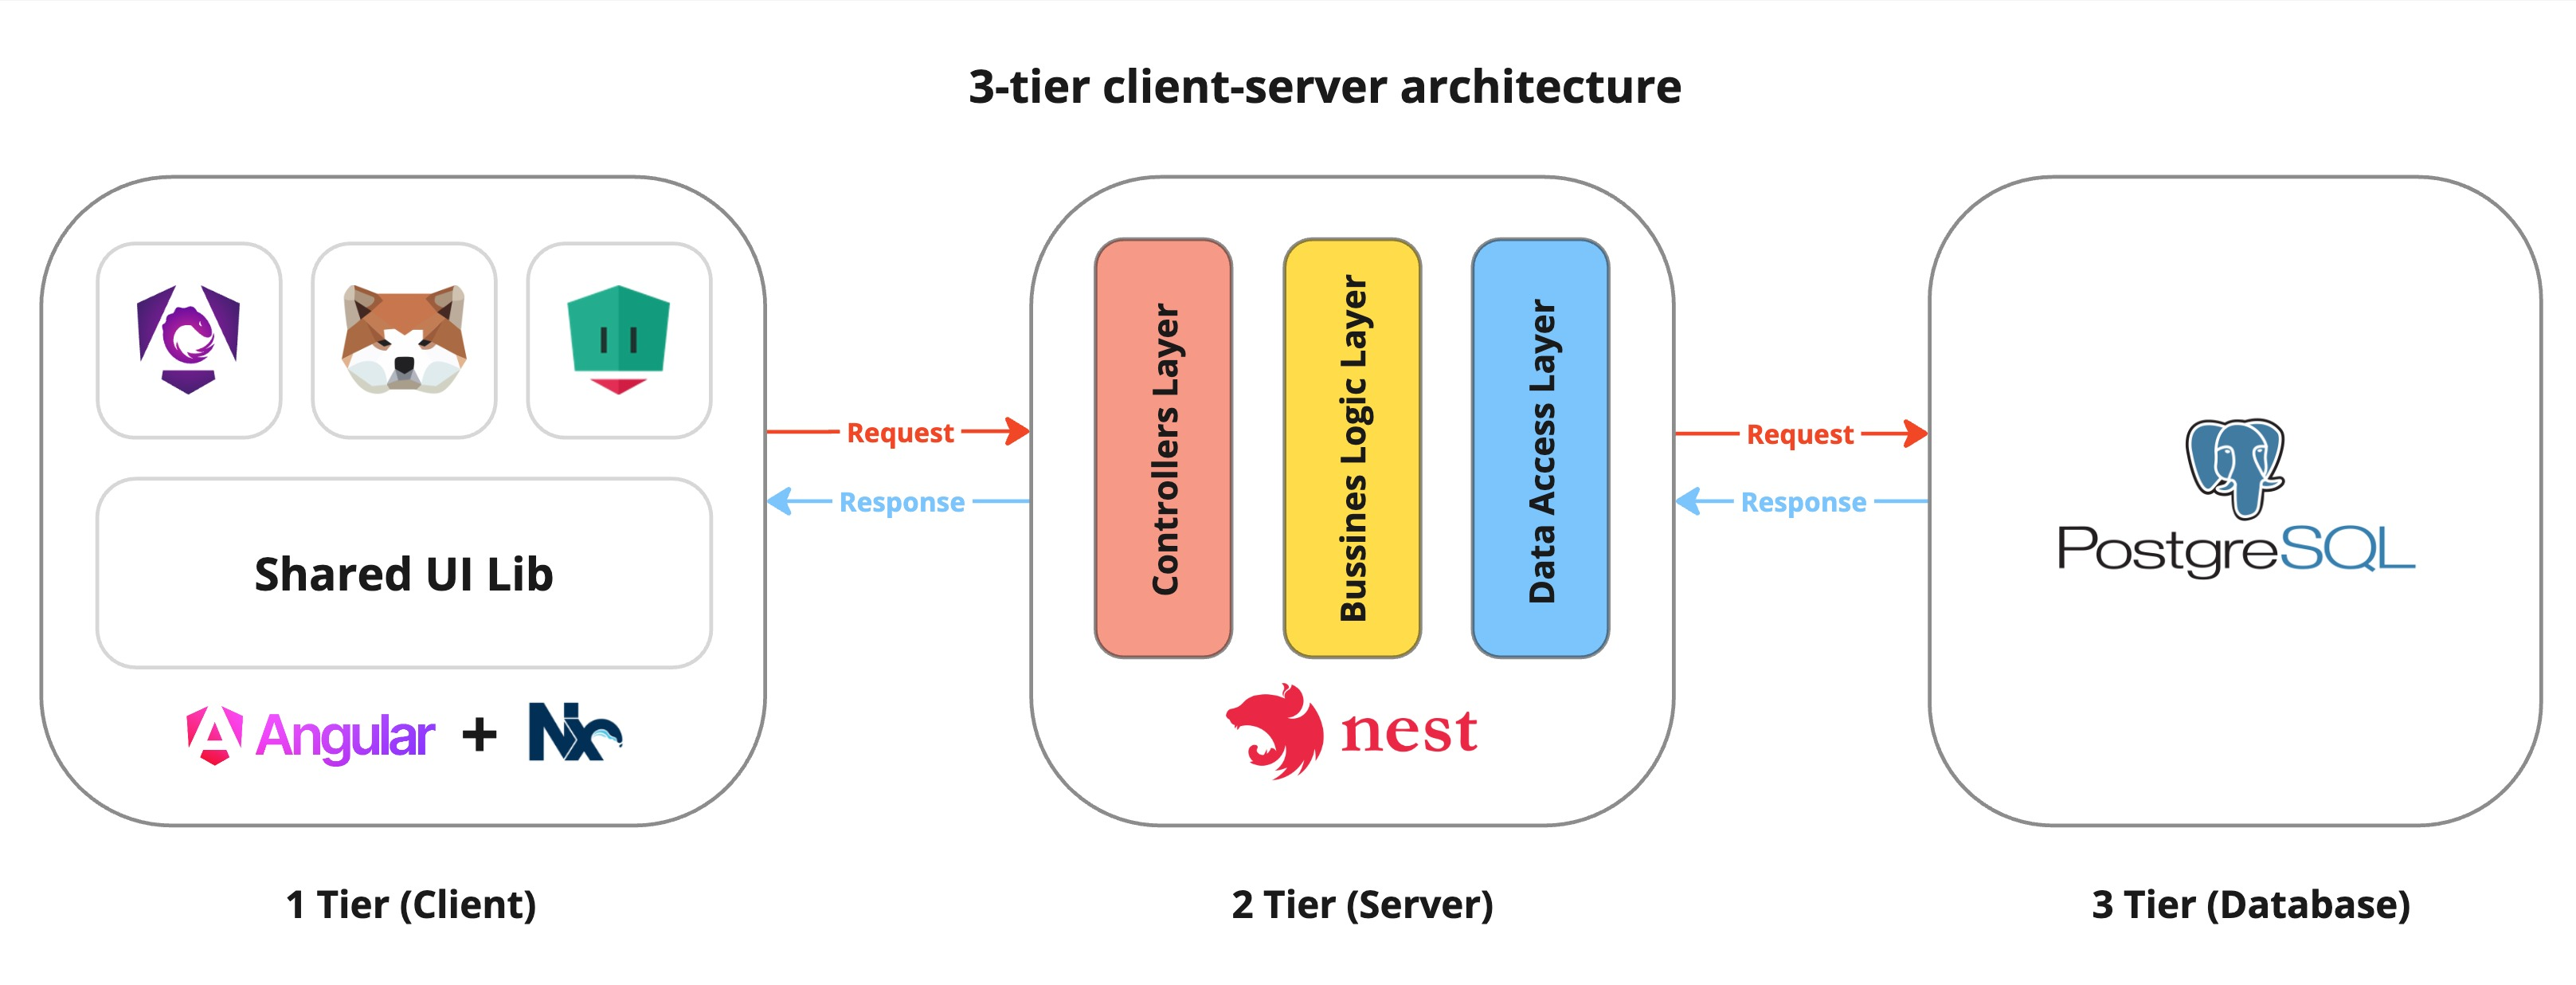 3-tier client-server architecture
Shared UI Lib
Angular + Nx
1 Tier (Client)
Request
Response
Controllers Layer
Bussines Logic Layer
Data Access Layer
nest
2 Tier (Server)
Request
Response
PostgreSQL
3 Tier (Database)